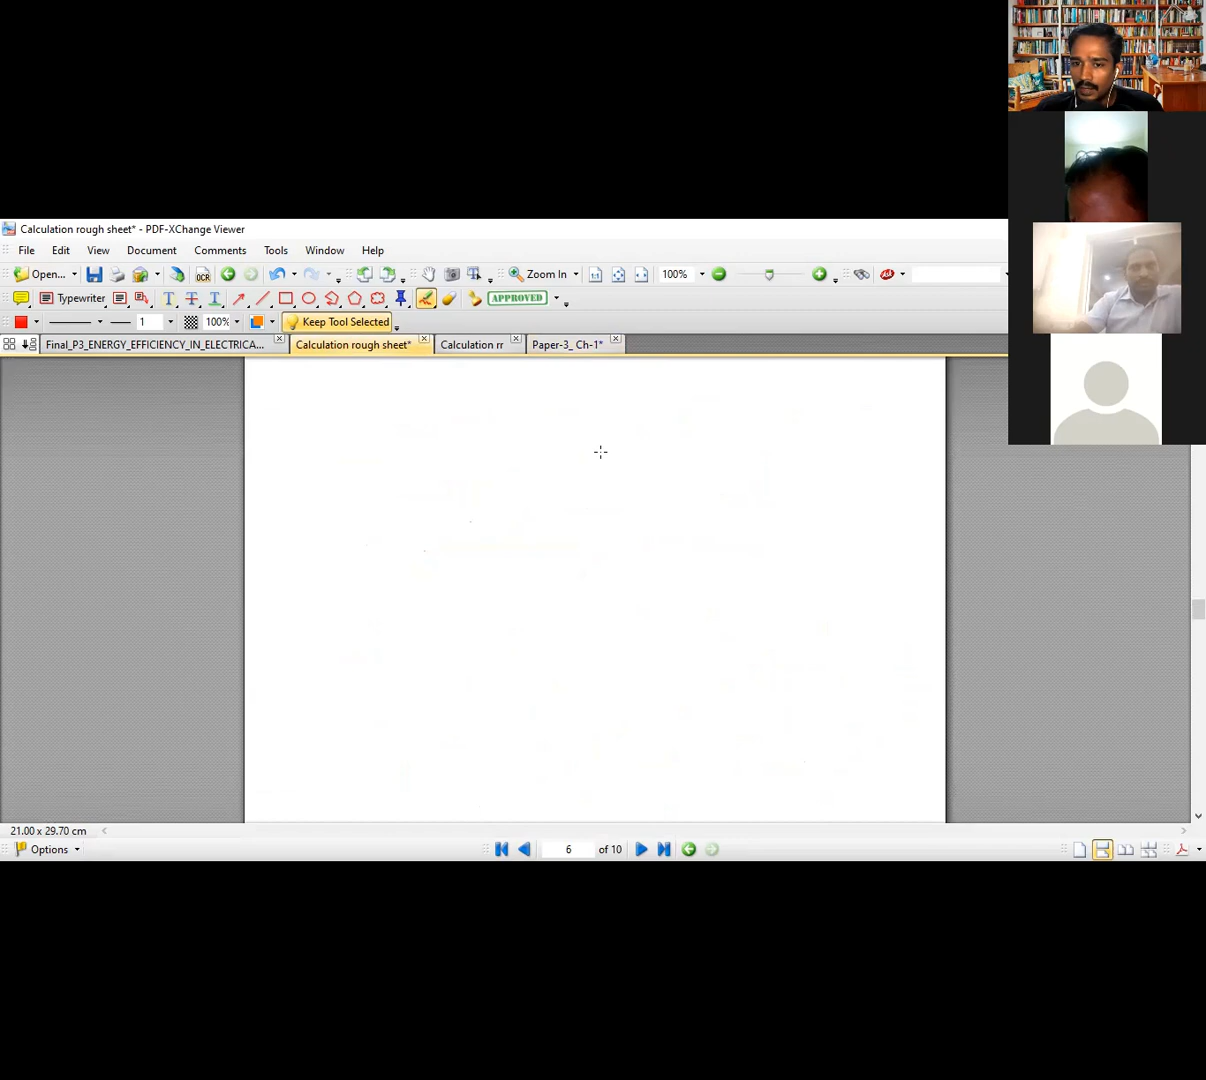 Calculation rough sheet* - PDF-XChange Viewer
File Edit View Document Comments Tools Window Help
Open... OCR Zoom In 100%
Typewriter T T T APPROVED
1 100% Keep Tool Selected
Final_P3_ENERGY_EFFICIENCY_IN_ELECTRICA... Calculation rough sheet* Calculation rr Paper-3_ Ch-1*
21.00 x 29.70 cm
Options 6 of 10